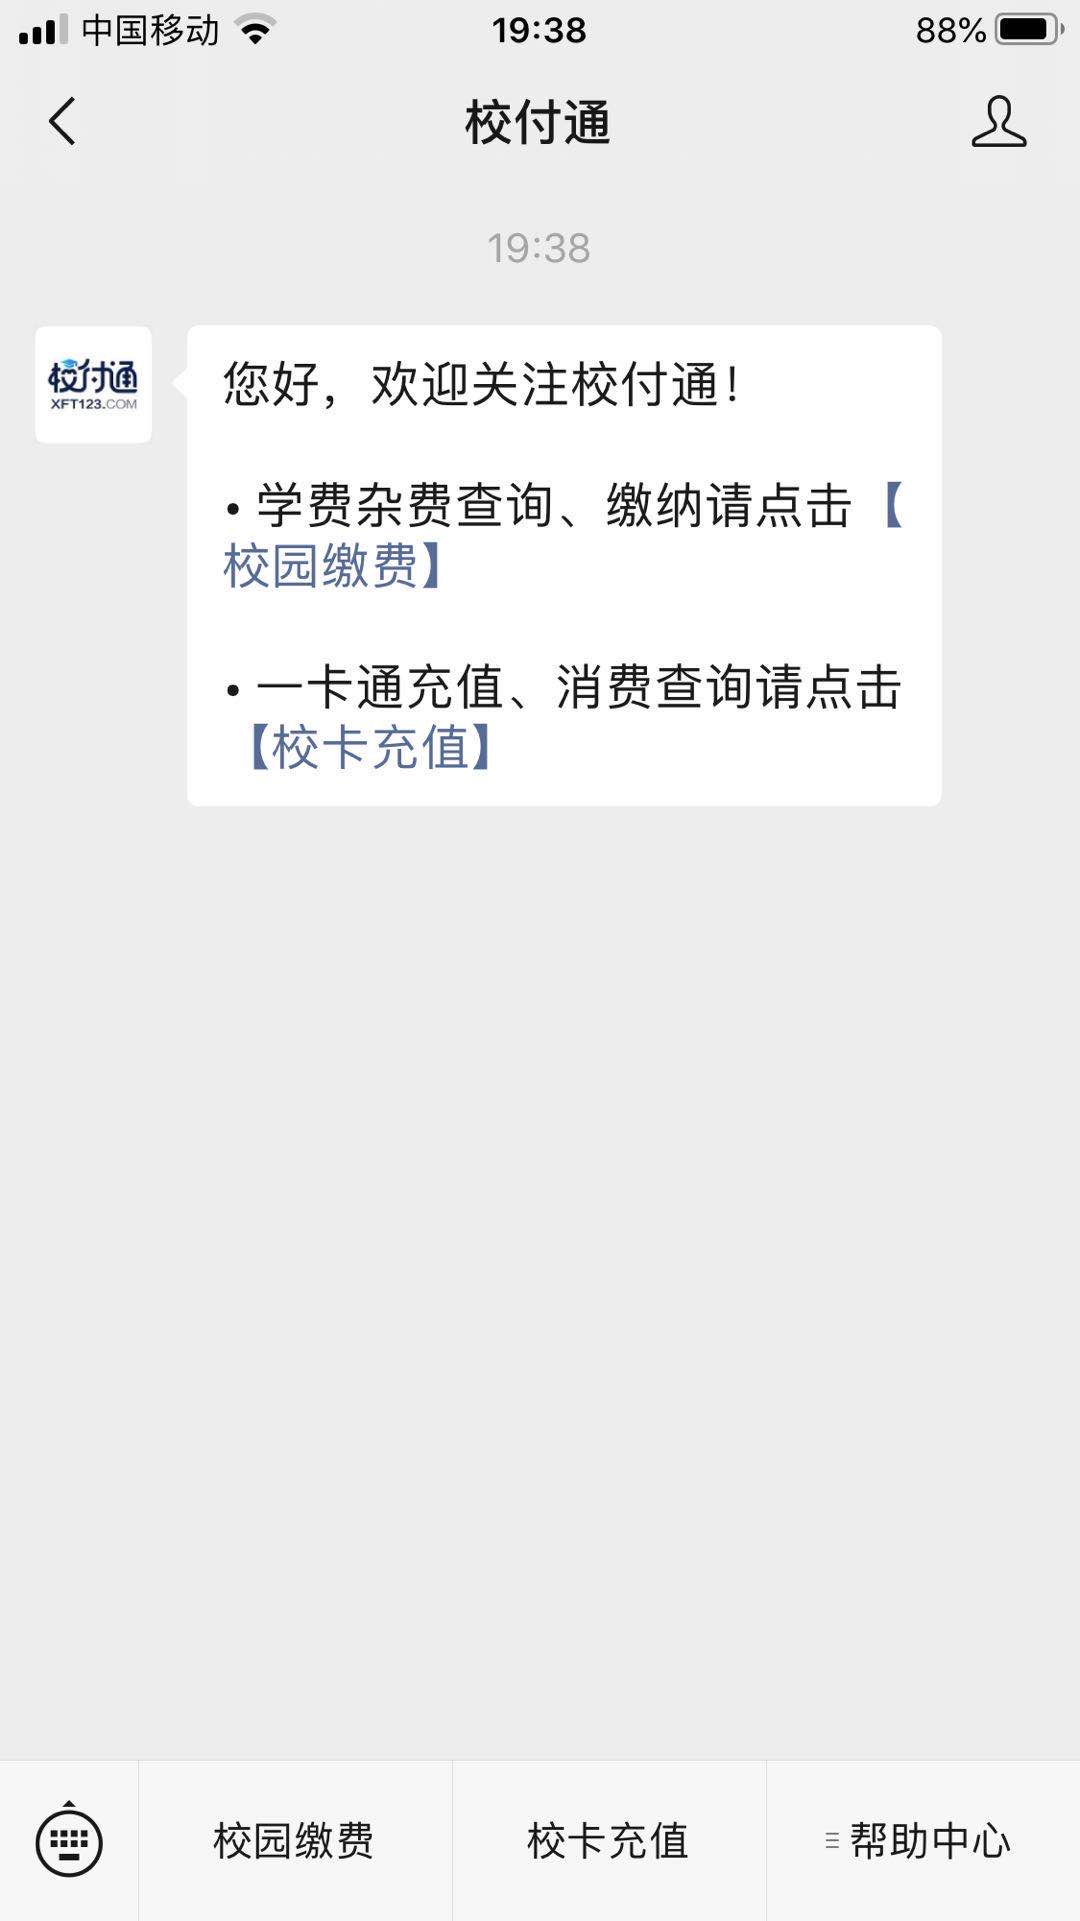 中国移动
19:38
88%
校付通
19:38
校付通
XFT123.COM
您好，欢迎关注校付通！
• 学费杂费查询、缴纳请点击【
校园缴费】
• 一卡通充值、消费查询请点击
【校卡充值】
校园缴费
校卡充值
帮助中心